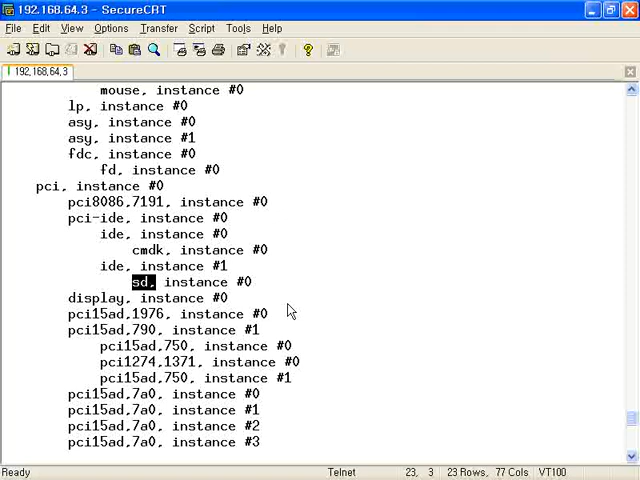 192.168.64.3 - SecureCRT
File Edit View Options Transfer Script Tools Help
192.168.64.3
mouse, instance #0
lp, instance #0
asy, instance #0
asy, instance #1
fdc, instance #0
fd, instance #0
pci, instance #0
pci8086,7191, instance #0
pci-ide, instance #0
ide, instance #0
cmdk, instance #0
ide, instance #1
sd, instance #0
display, instance #0
pci15ad,1976, instance #0
pci15ad,790, instance #1
pci15ad,750, instance #0
pci1274,1371, instance #0
pci15ad,750, instance #1
pci15ad,7a0, instance #0
pci15ad,7a0, instance #1
pci15ad,7a0, instance #2
pci15ad,7a0, instance #3
Ready Telnet 23, 3 23 Rows, 77 Cols VT100